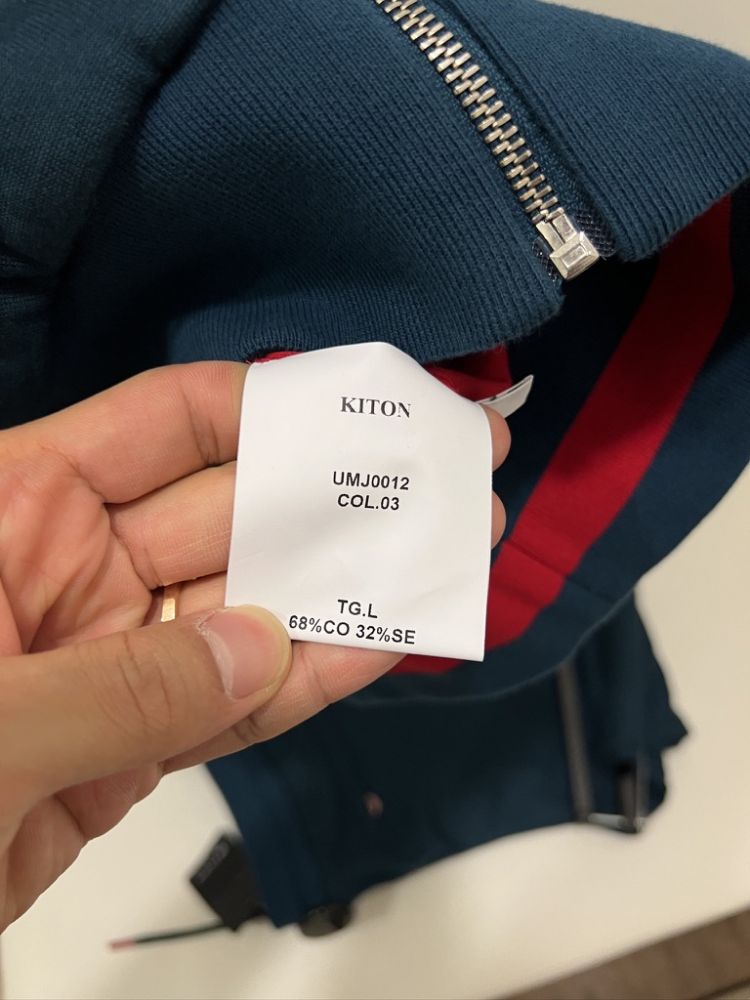 KITON
UMJ0012
COL.03
TG.L
68%CO 32%SE